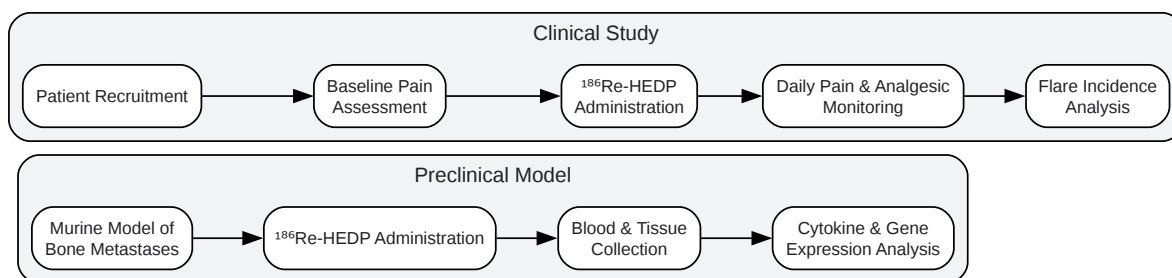 Clinical Study
Patient Recruitment
Baseline Pain
Assessment
¹⁸⁶Re-HEDP
Administration
Daily Pain & Analgesic
Monitoring
Flare Incidence
Analysis
Preclinical Model
Murine Model of
Bone Metastases
¹⁸⁶Re-HEDP Administration
Blood & Tissue
Collection
Cytokine & Gene
Expression Analysis